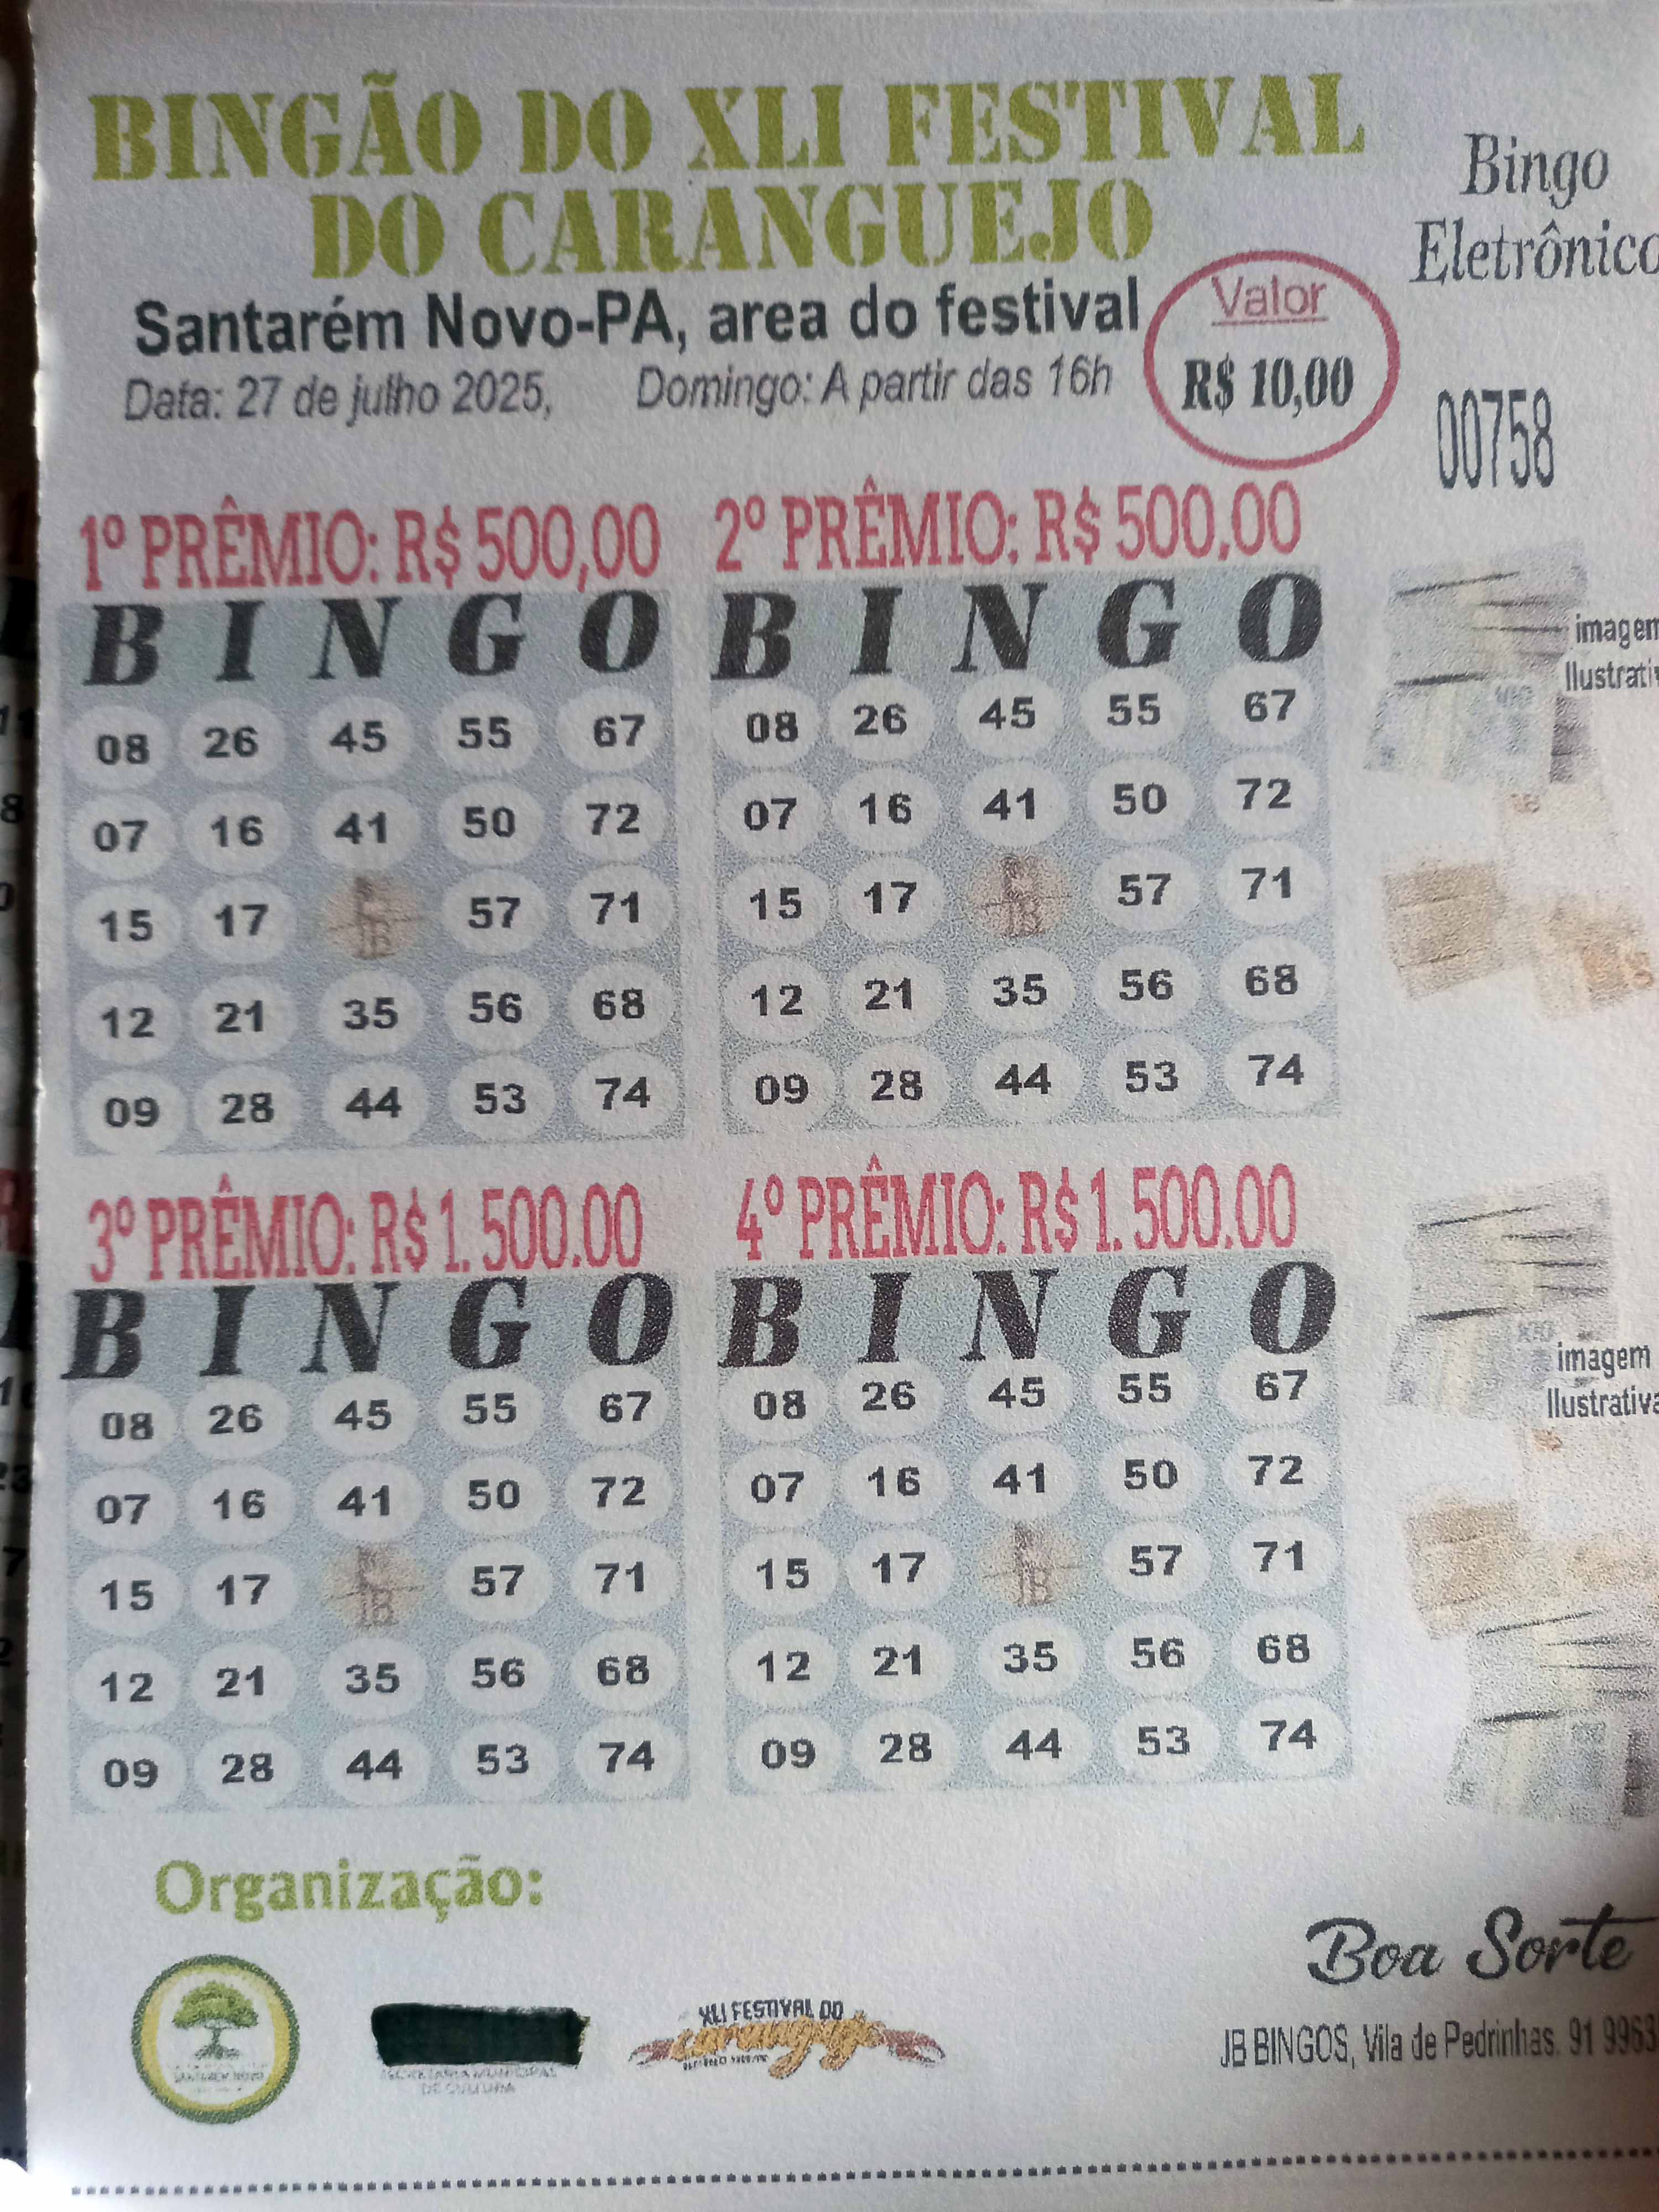 BINGÃO DO XLI FESTIVAL
DO CARANGUEJO
Bingo
Eletrônico
Santarém Novo-PA, area do festival
Data: 27 de julho 2025, Domingo: A partir das 16h
Valor
R$ 10,00
00758
1º PRÊMIO: R$ 500,00
B I N G O
08 26 45 55 67
07 16 41 50 72
15 17 57 71
12 21 35 56 68
09 28 44 53 74
2º PRÊMIO: R$ 500,00
B I N G O
08 26 45 55 67
07 16 41 50 72
15 17 57 71
12 21 35 56 68
09 28 44 53 74
imagem
3º PRÊMIO: R$ 1.500.00
B I N G O
08 26 45 55 67
07 16 41 50 72
15 17 57 71
12 21 35 56 68
09 28 44 53 74
4º PRÊMIO: R$ 1.500.00
B I N G O
08 26 45 55 67
07 16 41 50 72
15 17 57 71
12 21 35 56 68
09 28 44 53 74
imagem
Ilustrativa
Organização:
SANTARÉM NOVO
SECRETARIA MUNICIPAL
DE CULTURA
XLI FESTIVAL DO
caranguejo
Boa Sorte
JB BINGOS, Vila de Pedrinhas. 91 9963